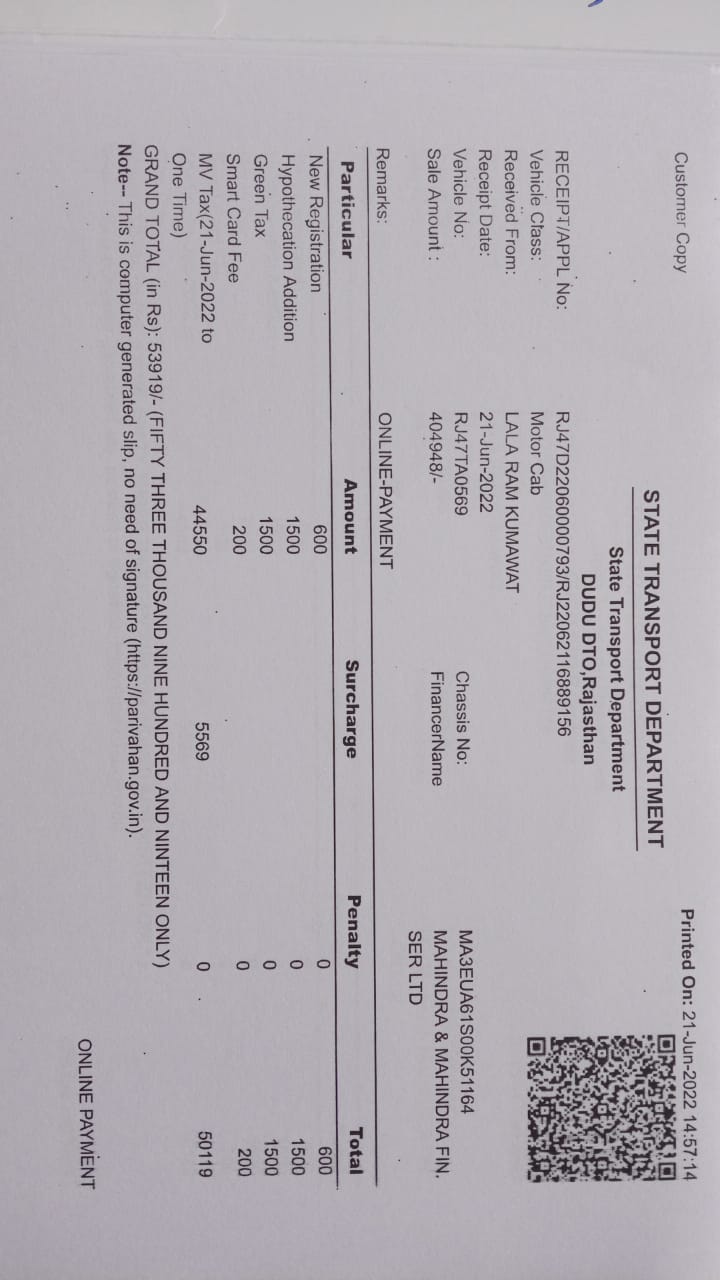 Customer Copy
Printed On: 21-Jun-2022 14:57:14
STATE TRANSPORT DEPARTMENT
State Transport Department
DUDU DTO,Rajasthan
RECEIPT/APPL No: RJ47D22060000793/RJ22062116889156
Vehicle Class: Motor Cab
Received From: LALA RAM KUMAWAT
Receipt Date: 21-Jun-2022
Vehicle No: RJ47TA0569 Chassis No: MA3EUA61S00K51164
Sale Amount : 404948/- FinancerName MAHINDRA & MAHINDRA FIN.
SER LTD
Remarks: ONLINE-PAYMENT
Particular Amount Surcharge Penalty Total
New Registration 600 0 600
Hypothecation Addition 1500 0 1500
Green Tax 1500 0 1500
Smart Card Fee 200 0 200
MV Tax(21-Jun-2022 to 44550 5569 0 50119
One Time)
GRAND TOTAL (in Rs): 53919/- (FIFTY THREE THOUSAND NINE HUNDRED AND NINTEEN ONLY)
Note-- This is computer generated slip, no need of signature (https://parivahan.gov.in).
ONLINE PAYMENT